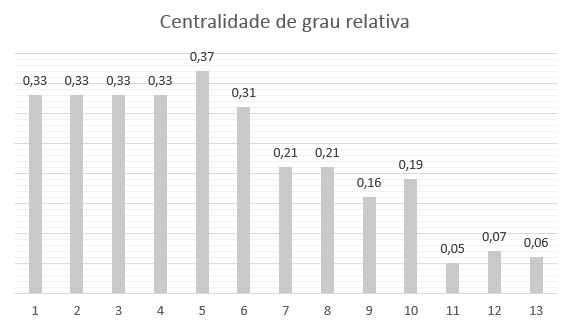 Centralidade de grau relativa
0,33 0,33 0,33 0,33 0,37 0,31 0,21 0,21 0,16 0,19 0,05 0,07 0,06
1 2 3 4 5 6 7 8 9 10 11 12 13